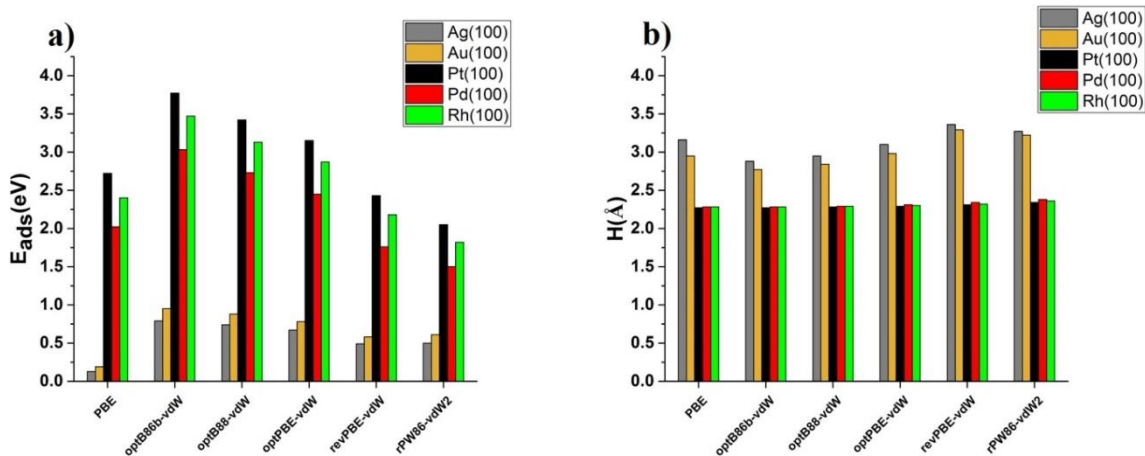 a)
Ag(100)
Au(100)
Pt(100)
Pd(100)
Rh(100)
E_ads(eV)
4.0
3.5
3.0
2.5
2.0
1.5
1.0
0.5
0.0
PBE
optB86b-vdW
optB88-vdW
optPBE-vdW
revPBE-vdW
rPW86-vdW2
b)
Ag(100)
Au(100)
Pt(100)
Pd(100)
Rh(100)
H(Å)
4.0
3.5
3.0
2.5
2.0
1.5
1.0
0.5
0.0
PBE
optB86b-vdW
optB88-vdW
optPBE-vdW
revPBE-vdW
rPW86-vdW2